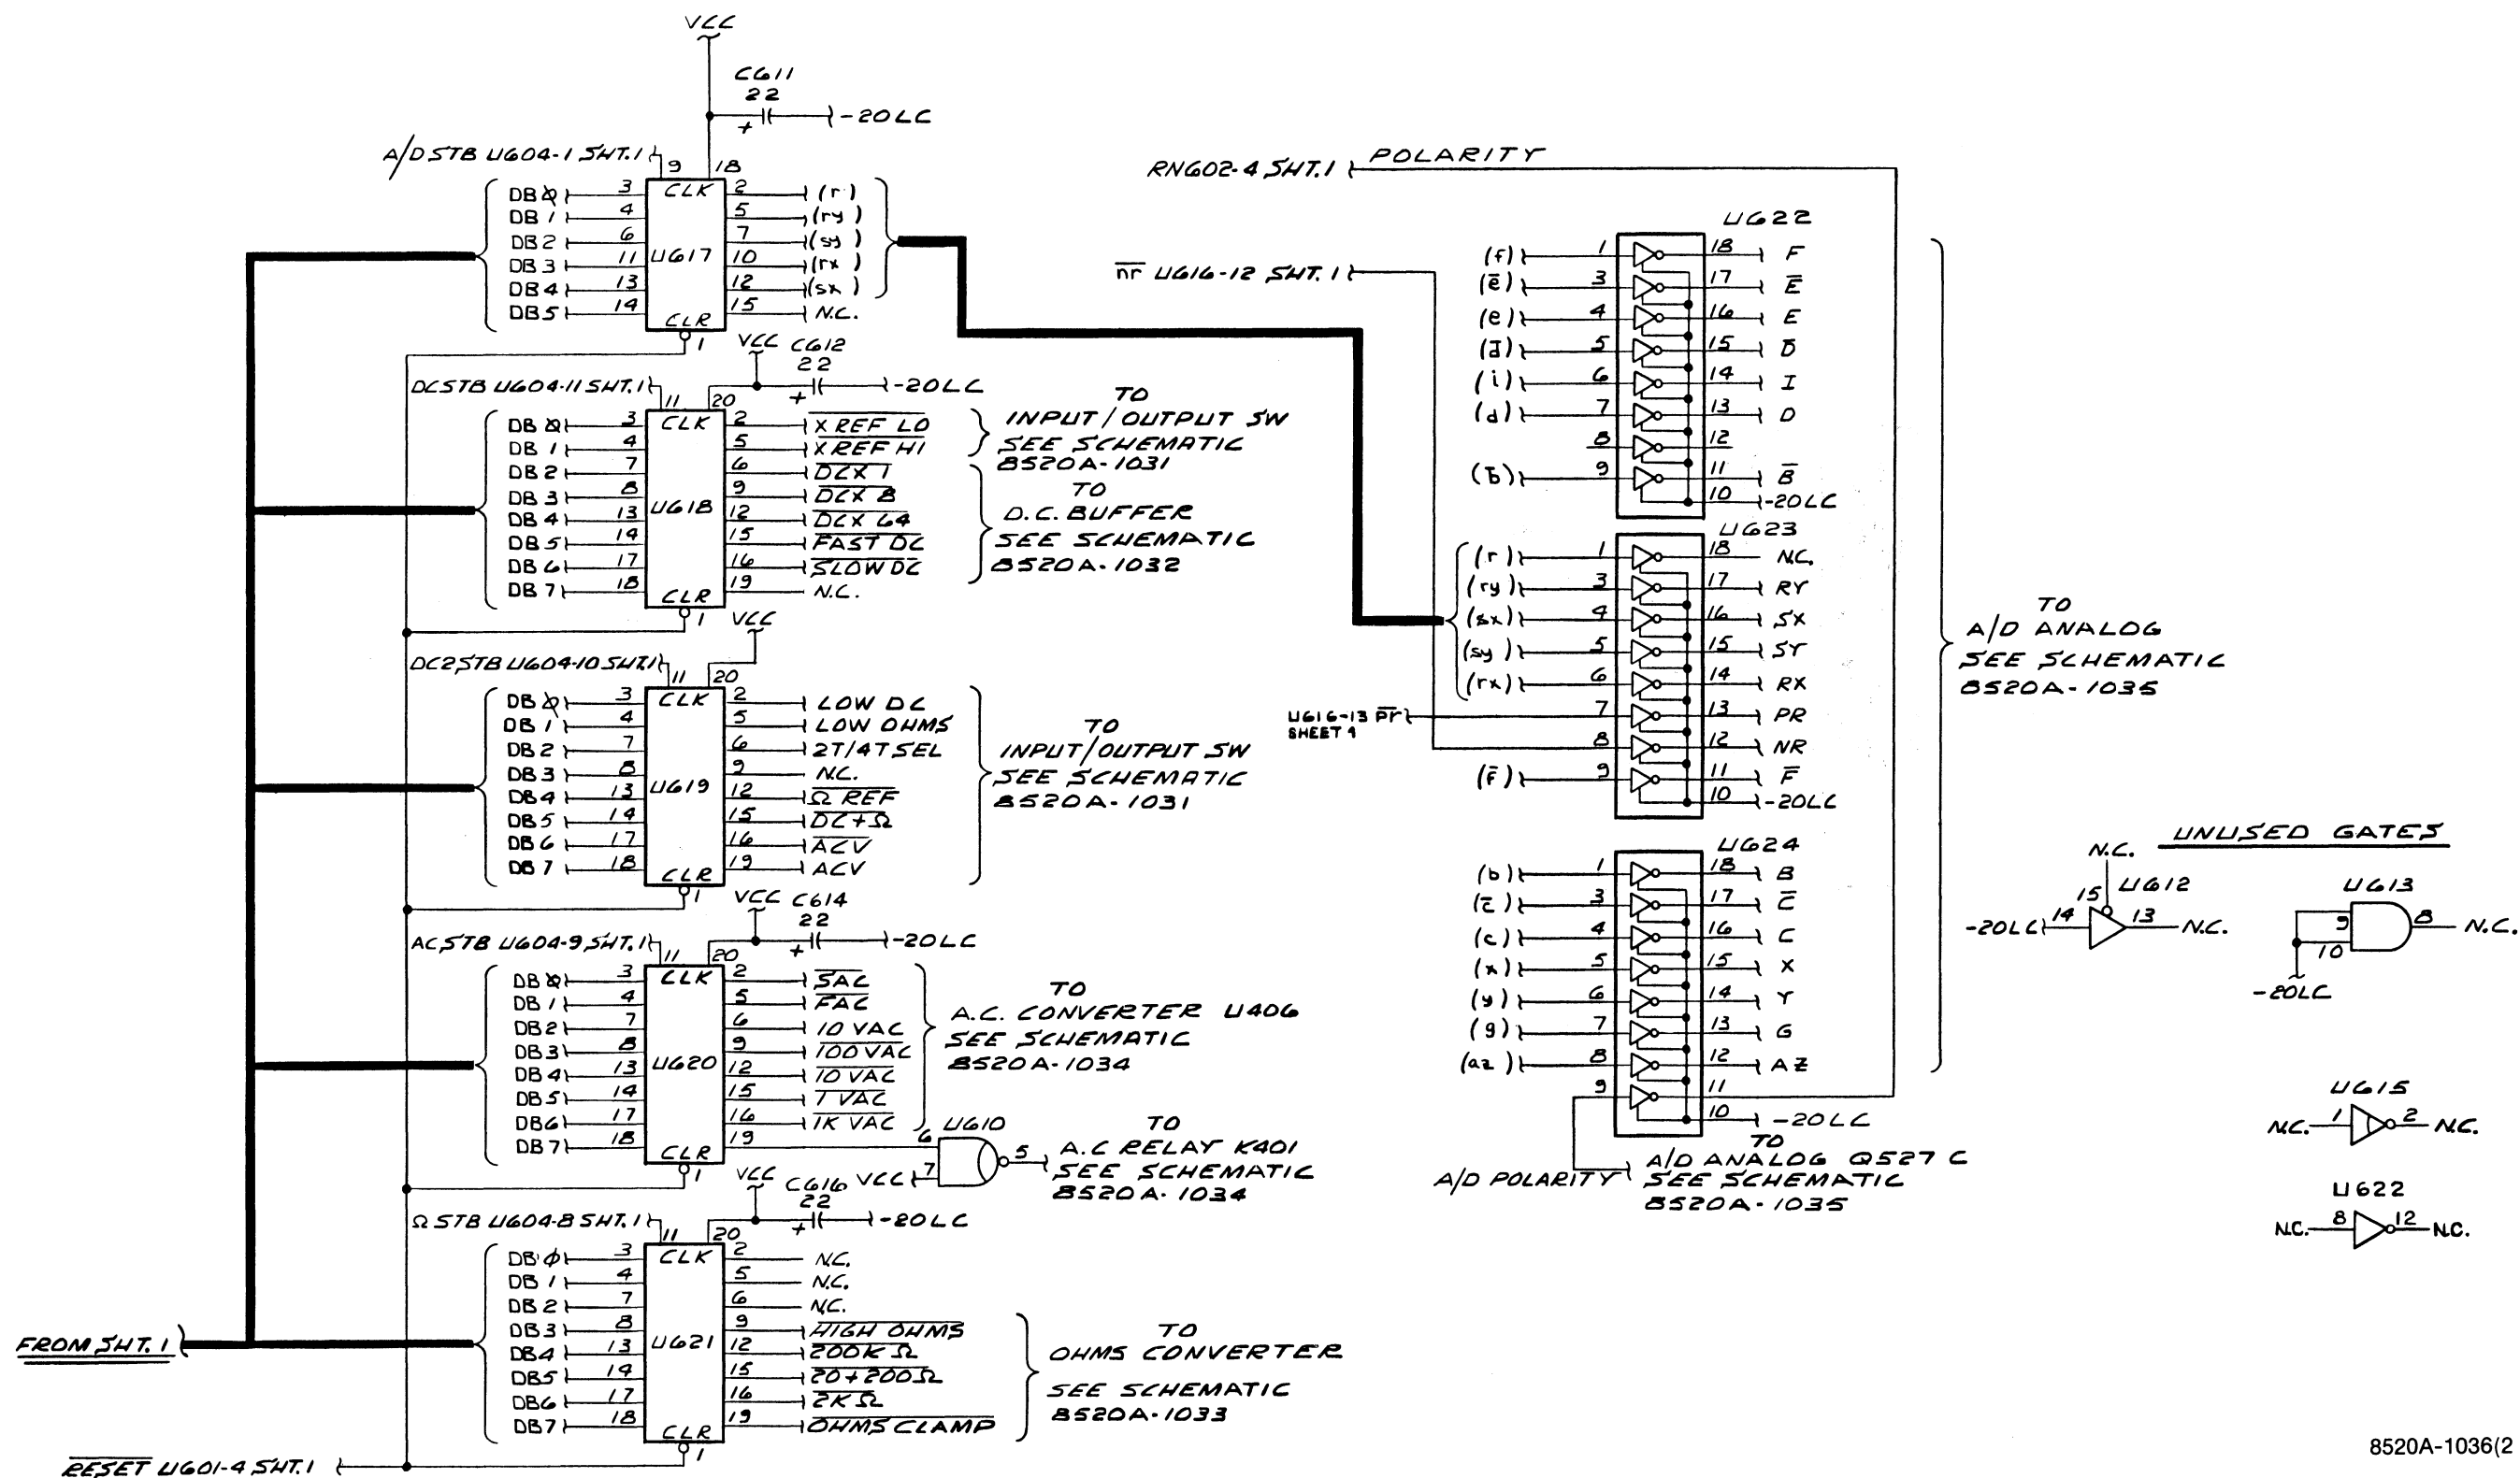 VCC
C611
22
+
-20LC
A/D STB U604-1 SHT.1
9 18
DB0 3 CLK 2 (r)
DB1 4 5 (ry)
DB2 6 7 (sy)
DB3 11 U617 10 (rx)
DB4 13 12 (sx)
DB5 14 15 N.C.
CLR
1
VCC C612
22
+
-20LC
DC STB U604-11 SHT.1
11 20
DB0 3 CLK 2 X REF LO
DB1 4 5 X REF HI
DB2 7 6 DCX 1
DB3 8 9 DCX 8
DB4 13 U618 12 DCX 64
DB5 14 15 FAST DC
DB6 17 16 SLOW DC
DB7 18 19 N.C.
CLR
1
TO
INPUT/OUTPUT SW
SEE SCHEMATIC
8520A-1031
TO
D.C. BUFFER
SEE SCHEMATIC
8520A-1032
VCC
DC2 STB U604-10 SHT.1
11 20
DB0 3 CLK 2 LOW DC
DB1 4 5 LOW OHMS
DB2 7 6 2T/4T SEL
DB3 8 9 N.C.
DB4 13 U619 12 Ω REF
DB5 14 15 DC+Ω
DB6 17 16 ACV
DB7 18 19 ACV
CLR
1
TO
INPUT/OUTPUT SW
SEE SCHEMATIC
8520A-1031
VCC C614
22
+
-20LC
AC STB U604-9 SHT.1
11 20
DB0 3 CLK 2 SAC
DB1 4 5 FAC
DB2 7 6 10 VAC
DB3 8 9 100 VAC
DB4 13 U620 12 10 VAC
DB5 14 15 1 VAC
DB6 17 16 1K VAC
DB7 18 19
CLR
1
TO
A.C. CONVERTER U406
SEE SCHEMATIC
8520A-1034
U610
6
VCC 7
5
TO
A.C RELAY K401
SEE SCHEMATIC
8520A-1034
VCC C616
22
+
-20LC
Ω STB U604-8 SHT.1
11 20
DB0 3 CLK 2 N.C.
DB1 4 5 N.C.
DB2 7 6 N.C.
DB3 8 9 HIGH OHMS
DB4 13 U621 12 200K Ω
DB5 14 15 20+200Ω
DB6 17 16 2K Ω
DB7 18 19 OHMS CLAMP
CLR
1
TO
OHMS CONVERTER
SEE SCHEMATIC
8520A-1033
FROM SHT. 1
RESET U601-4 SHT.1
RN602-4 SHT.1 POLARITY
n̅r̅ U616-12 SHT. 1
U622
(f) 1 18 F
(e̅) 3 17 E̅
(e) 4 16 E
(d̅) 5 15 D̅
(i) 6 14 I
(d) 7 13 D
8 12
(b̅) 9 11 B̅
10 -20LC
U623
(r) 1 18 N.C.
(ry) 3 17 RY
(sx) 4 16 SX
(sy) 5 15 SY
(rx) 6 14 RX
U616-13 p̅r̅ 7 13 PR
SHEET 1
8 12 NR
(f̅) 9 11 F̅
10 -20LC
U624
(b) 1 18 B
(c̅) 3 17 C̅
(c) 4 16 C
(x) 5 15 X
(y) 6 14 Y
(g) 7 13 G
(az) 8 12 AZ
9 11
10 -20LC
A/D POLARITY
TO
A/D ANALOG Q527 C
SEE SCHEMATIC
8520A-1035
TO
A/D ANALOG
SEE SCHEMATIC
8520A-1035
UNUSED GATES
N.C.
15 U612
-20LC 14 13 N.C.
U613
9
10
8 N.C.
-20LC
U615
N.C. 1 2 N.C.
U622
N.C. 8 12 N.C.
8520A-1036(2